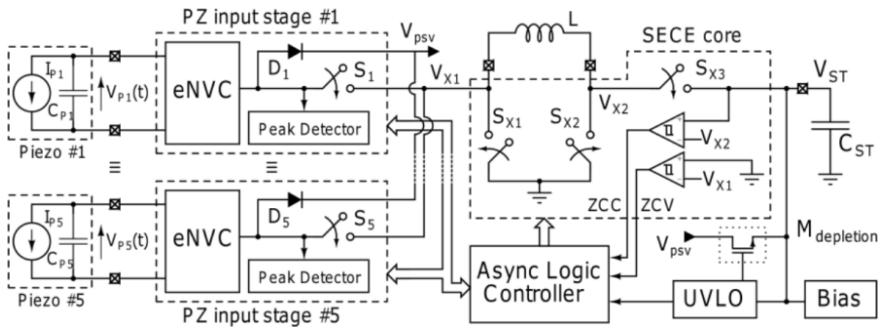 PZ input stage #1
V_psv
L
SECE core
I_P1
C_P1
V_P1(t)
eNVC
D_1
S_1
V_X1
Peak Detector
Piezo #1
S_X1
S_X2
V_X2
S_X3
V_X2
V_X1
ZCC
ZCV
V_ST
C_ST
I_P5
C_P5
V_P5(t)
eNVC
D_5
S_5
Peak Detector
Piezo #5
PZ input stage #5
Async Logic
Controller
V_psv
M_depletion
UVLO
Bias